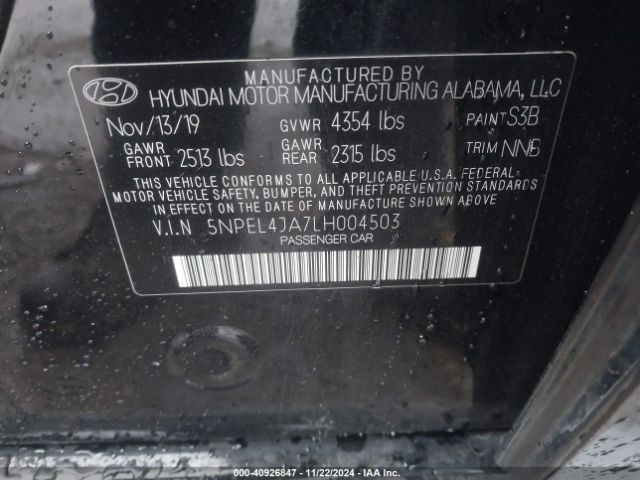 MANUFACTURED BY
HYUNDAI MOTOR MANUFACTURING ALABAMA, LLC
Nov/13/19 GVWR 4354 lbs PAINT S3B
GAWR FRONT 2513 lbs GAWR REAR 2315 lbs TRIM NNB
THIS VEHICLE CONFORMS TO ALL APPLICABLE U.S.A. FEDERAL
MOTOR VEHICLE SAFETY, BUMPER, AND THEFT PREVENTION STANDARDS
IN EFFECT ON THE DATE OF MANUFACTURE SHOWN ABOVE
V.I.N 5NPEL4JA7LH004503
PASSENGER CAR
000-40926847 - 11/22/2024 - IAA Inc.